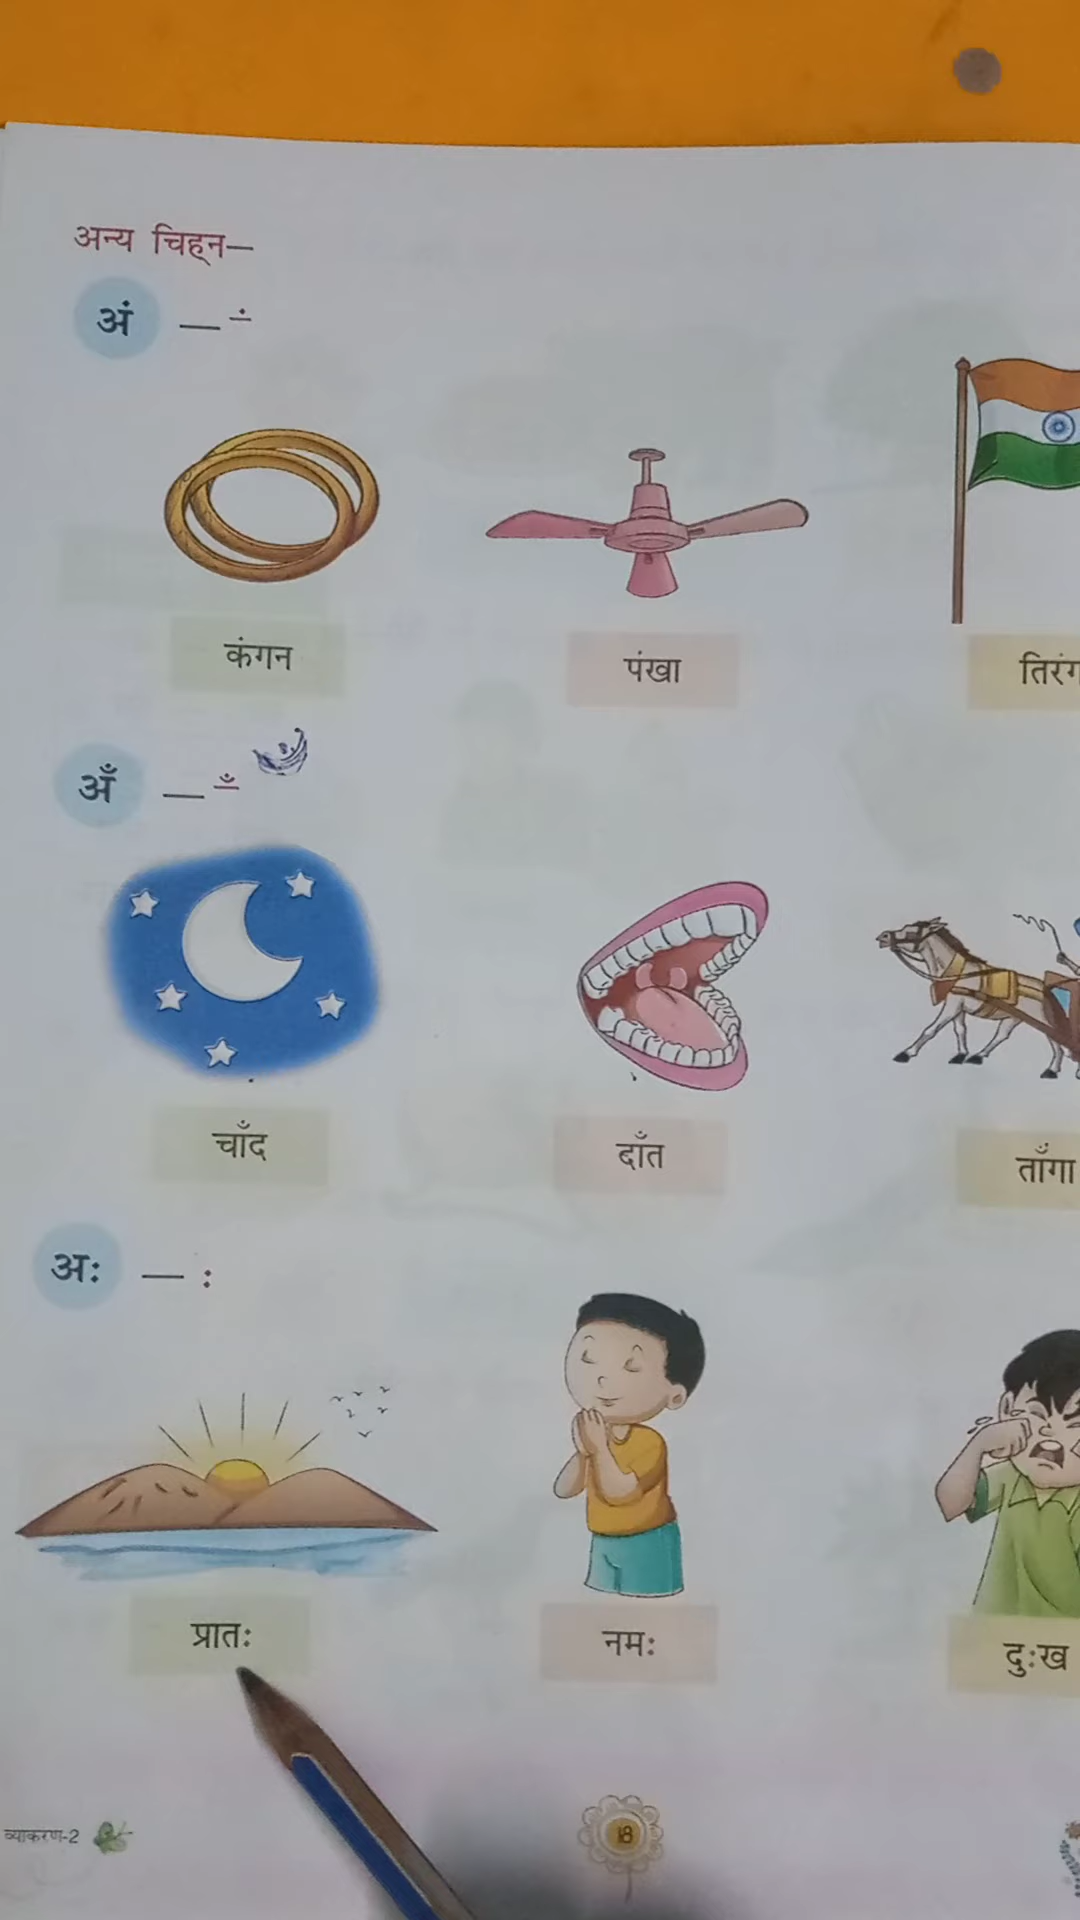 अन्य चिह्न—
अं — ं
कंगन पंखा तिरंग
अँ — ँ
चाँद दाँत ताँगा
अः — :
प्रातः नमः दुःख
व्याकरण-2 18